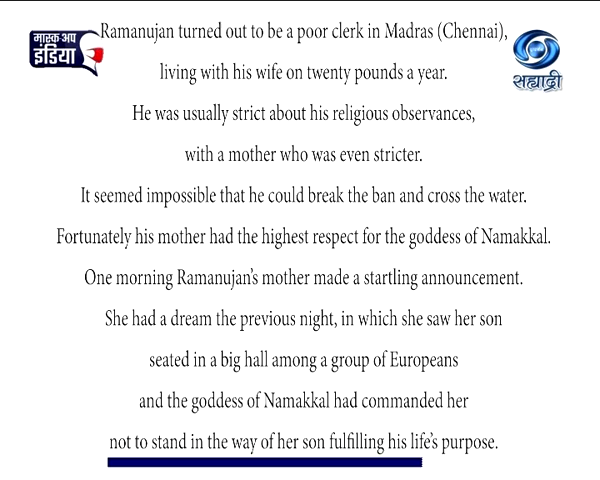 मास्क अप
इंडिया
सह्याद्री
Ramanujan turned out to be a poor clerk in Madras (Chennai),
living with his wife on twenty pounds a year.
He was usually strict about his religious observances,
with a mother who was even stricter.
It seemed impossible that he could break the ban and cross the water.
Fortunately his mother had the highest respect for the goddess of Namakkal.
One morning Ramanujan's mother made a startling announcement.
She had a dream the previous night, in which she saw her son
seated in a big hall among a group of Europeans
and the goddess of Namakkal had commanded her
not to stand in the way of her son fulfilling his life's purpose.